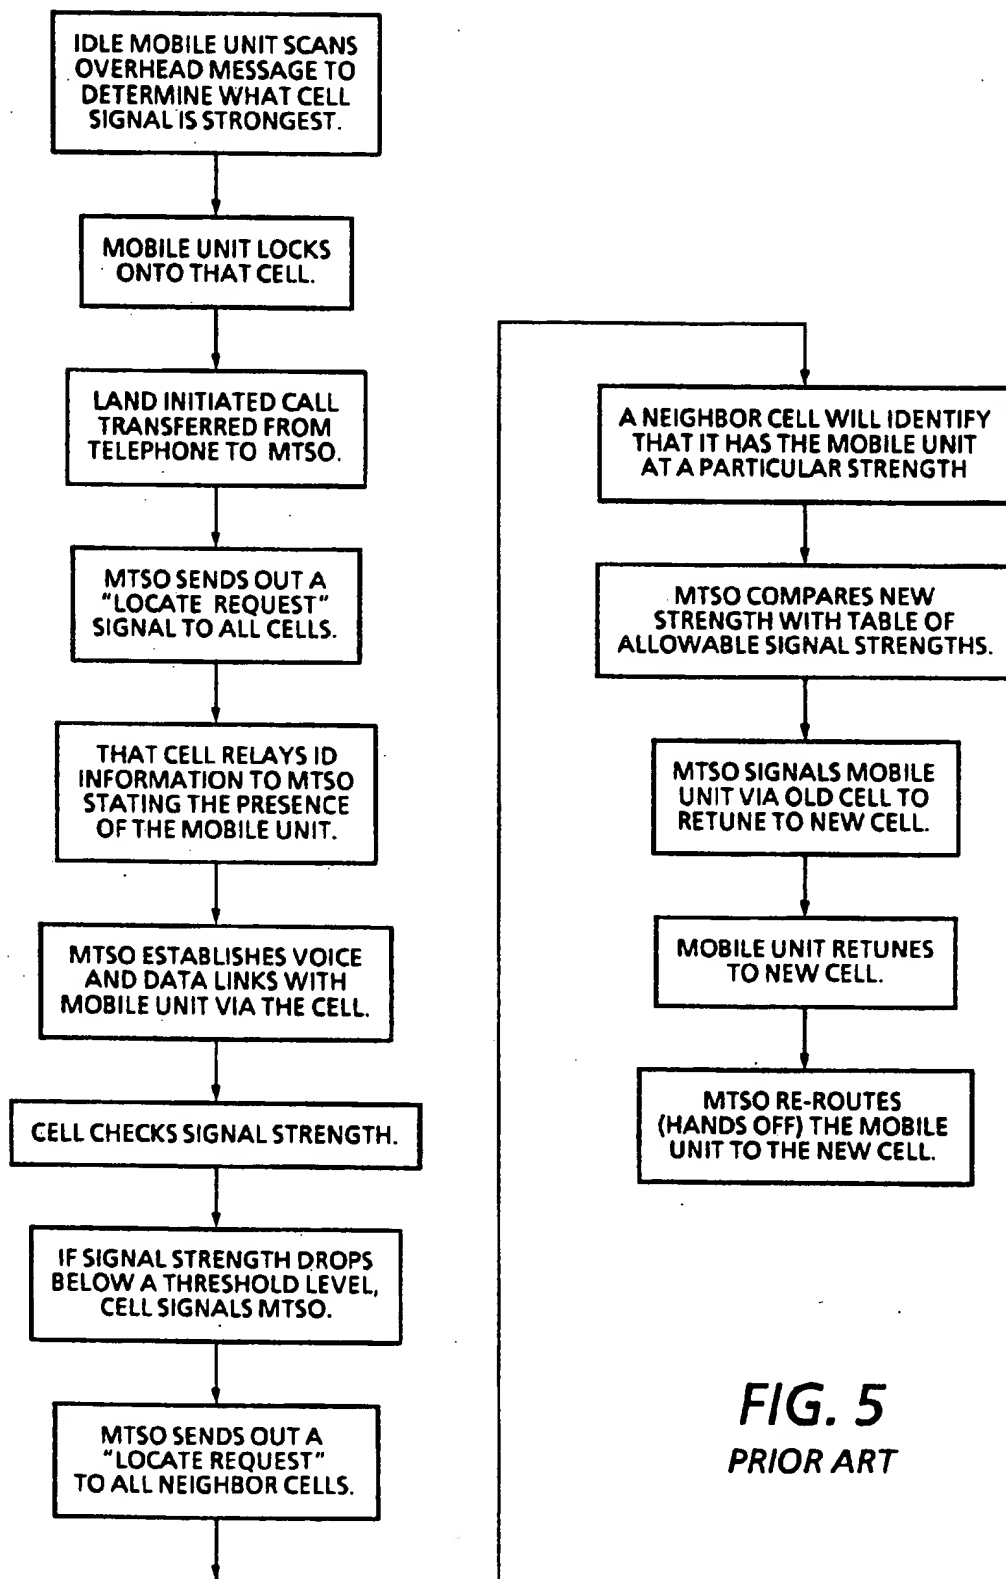 IDLE MOBILE UNIT SCANS
OVERHEAD MESSAGE TO
DETERMINE WHAT CELL
SIGNAL IS STRONGEST.
MOBILE UNIT LOCKS
ONTO THAT CELL.
LAND INITIATED CALL
TRANSFERRED FROM
TELEPHONE TO MTSO.
MTSO SENDS OUT A
"LOCATE REQUEST"
SIGNAL TO ALL CELLS.
THAT CELL RELAYS ID
INFORMATION TO MTSO
STATING THE PRESENCE
OF THE MOBILE UNIT.
MTSO ESTABLISHES VOICE
AND DATA LINKS WITH
MOBILE UNIT VIA THE CELL.
CELL CHECKS SIGNAL STRENGTH.
IF SIGNAL STRENGTH DROPS
BELOW A THRESHOLD LEVEL,
CELL SIGNALS MTSO.
MTSO SENDS OUT A
"LOCATE REQUEST"
TO ALL NEIGHBOR CELLS.
A NEIGHBOR CELL WILL IDENTIFY
THAT IT HAS THE MOBILE UNIT
AT A PARTICULAR STRENGTH
MTSO COMPARES NEW
STRENGTH WITH TABLE OF
ALLOWABLE SIGNAL STRENGTHS.
MTSO SIGNALS MOBILE
UNIT VIA OLD CELL TO
RETUNE TO NEW CELL.
MOBILE UNIT RETUNES
TO NEW CELL.
MTSO RE-ROUTES
(HANDS OFF) THE MOBILE
UNIT TO THE NEW CELL.
FIG. 5
PRIOR ART